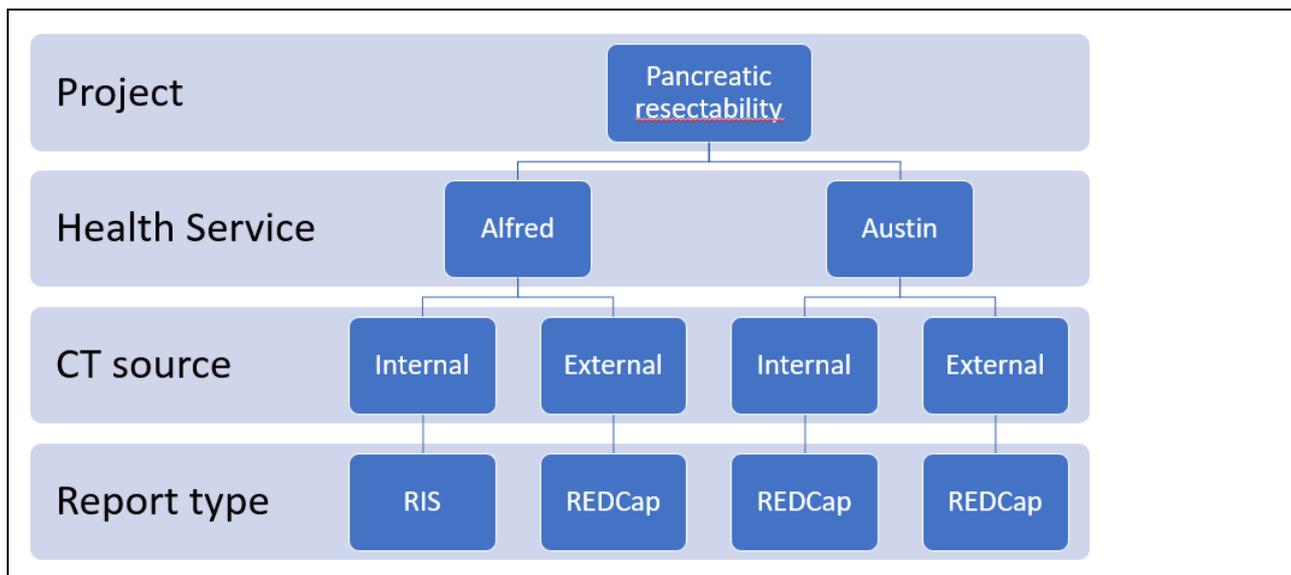 Project
Pancreatic
resectability
Health Service
Alfred
Austin
CT source
Internal
External
Internal
External
Report type
RIS
REDCap
REDCap
REDCap